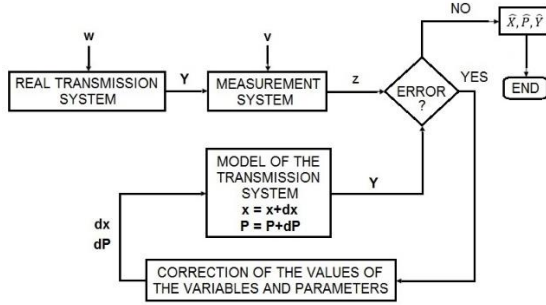 NO
X̂, P̂, Ŷ
w
v
REAL TRANSMISSION
SYSTEM
Y
MEASUREMENT
SYSTEM
z
ERROR
?
YES
END
MODEL OF THE
TRANSMISSION
SYSTEM
x = x+dx
P = P+dP
Y
dx
dP
CORRECTION OF THE VALUES OF
THE VARIABLES AND PARAMETERS